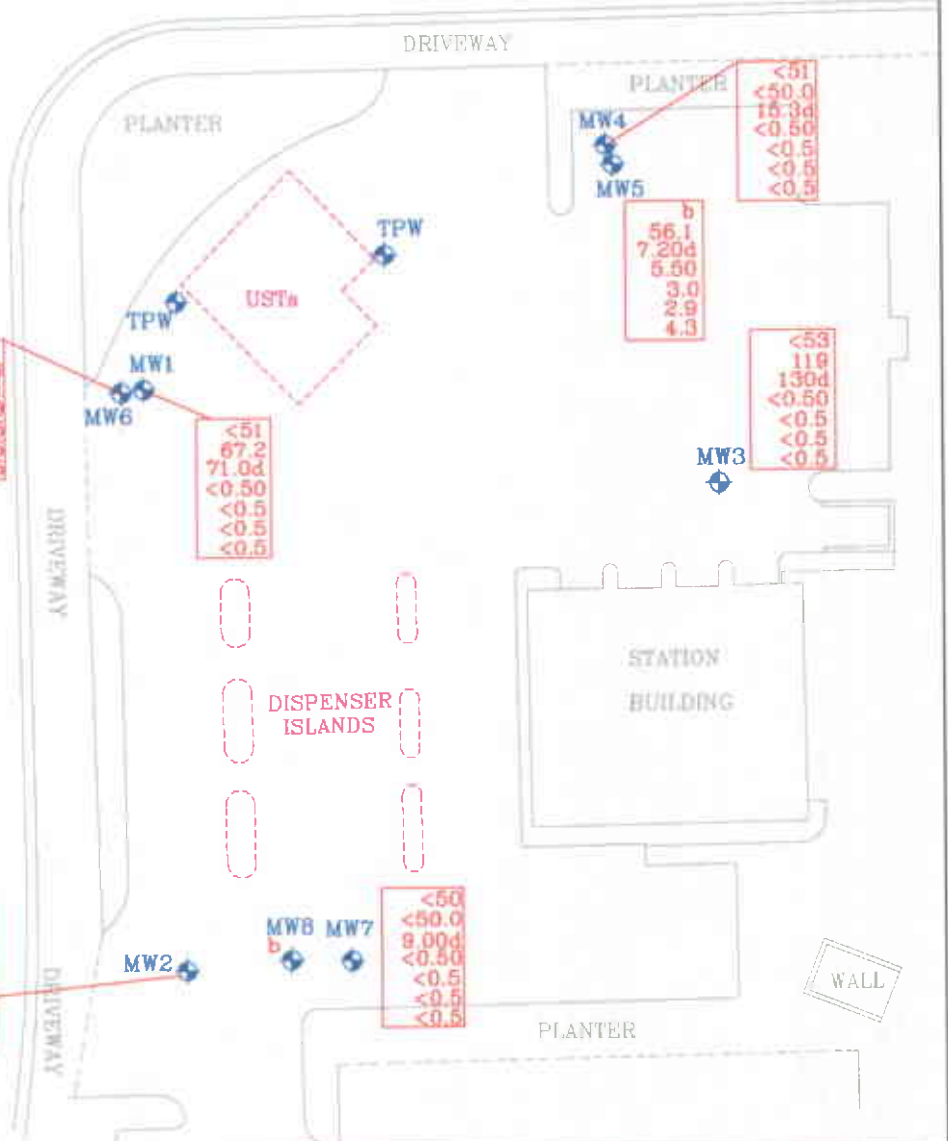 DRIVEWAY
PLANTER
PLANTER
MW4
MW5
<51
<50.0
15.3d
<0.50
<0.5
<0.5
<0.5
b
56.1
7.20d
5.50
3.0
2.9
4.3
TPW
USTs
TPW
MW1
MW6
<51
67.2
71.0d
<0.50
<0.5
<0.5
<0.5
<53
119
130d
<0.50
<0.5
<0.5
<0.5
MW3
DRIVEWAY
DISPENSER
ISLANDS
STATION
BUILDING
<50
<50.0
9.00d
<0.50
<0.5
<0.5
<0.5
MW8
b
MW7
MW2
WALL
DRIVEWAY
PLANTER